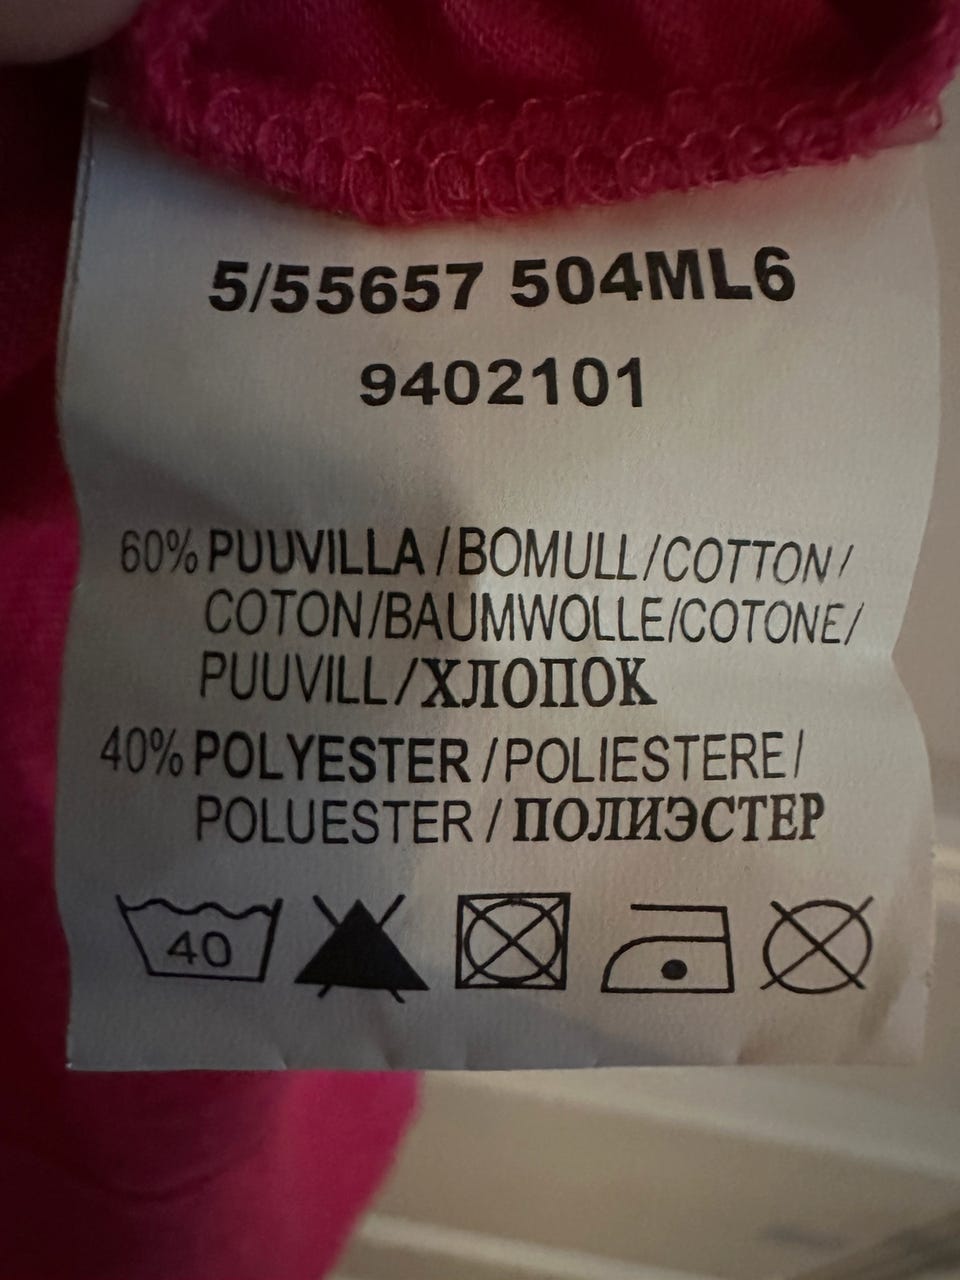 5/55657 504ML6
9402101
60% PUUVILLA/BOMULL/COTTON/
COTON/BAUMWOLLE/COTONE/
PUUVILL/ХЛОПОК
40% POLYESTER/POLIESTERE/
POLUESTER/ПОЛИЭСТЕР
40